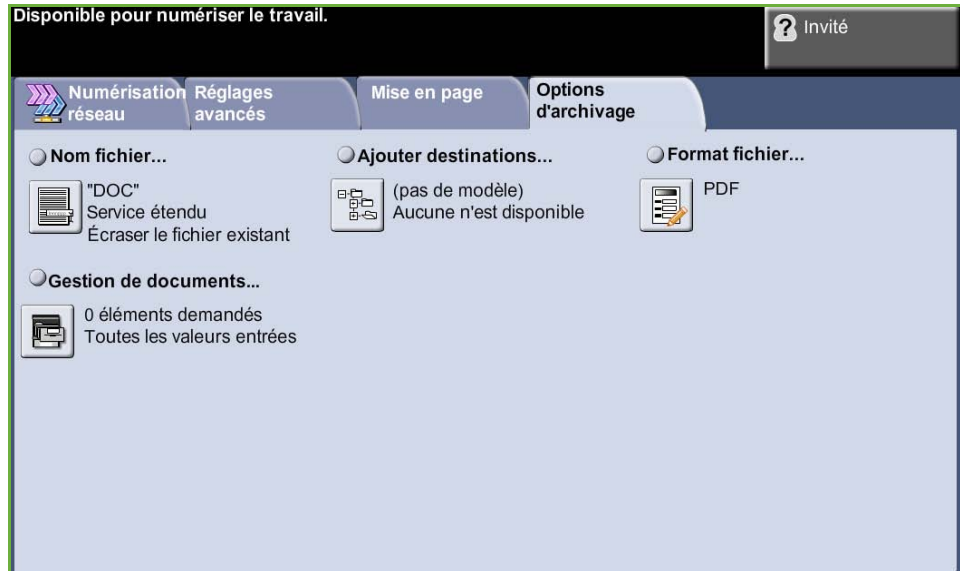 Disponible pour numériser le travail.
? Invité
Numérisation réseau
Réglages avancés
Mise en page
Options d'archivage
Nom fichier...
"DOC"
Service étendu
Écraser le fichier existant
Ajouter destinations...
(pas de modèle)
Aucune n'est disponible
Format fichier...
PDF
Gestion de documents...
0 éléments demandés
Toutes les valeurs entrées